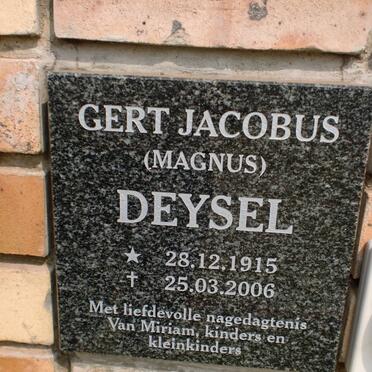 GERT JACOBUS
(MAGNUS)
DEYSEL
★ 28.12.1915
† 25.03.2006
Met liefdevolle nagedagtenis
Van Miriam, kinders en
kleinkinders